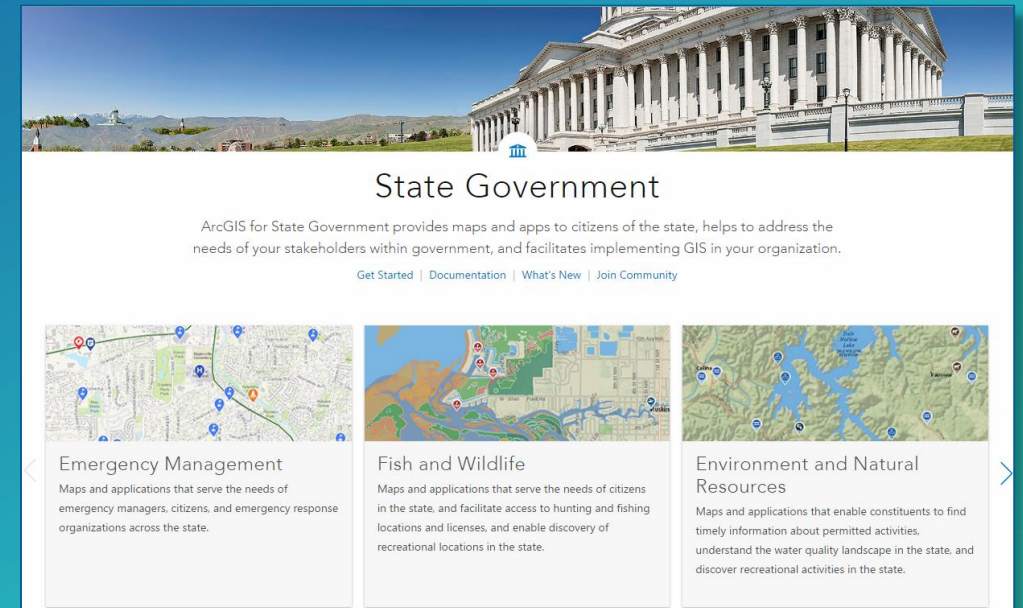 State Government
ArcGIS for State Government provides maps and apps to citizens of the state, helps to address the
needs of your stakeholders within government, and facilitates implementing GIS in your organization.
Get Started | Documentation | What's New | Join Community
Dale Hollow Lake
Celina
Ruskin
Emergency Management
Maps and applications that serve the needs of
emergency managers, citizens, and emergency response
organizations across the state.
Fish and Wildlife
Maps and applications that serve the needs of citizens
in the state, and facilitate access to hunting and fishing
locations and licenses, and enable discovery of
recreational locations in the state.
Environment and Natural
Resources
Maps and applications that enable constituents to find
timely information about permitted activities,
understand the water quality landscape in the state, and
discover recreational activities in the state.